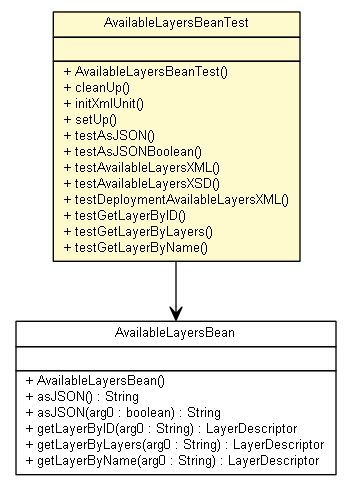 AvailableLayersBeanTest
+ AvailableLayersBeanTest()
+ cleanUp()
+ initXmlUnit()
+ setUp()
+ testAsJSON()
+ testAsJSONBoolean()
+ testAvailableLayersXML()
+ testAvailableLayersXSD()
+ testDeploymentAvailableLayersXML()
+ testGetLayerByID()
+ testGetLayerByLayers()
+ testGetLayerByName()
AvailableLayersBean
+ AvailableLayersBean()
+ asJSON() : String
+ asJSON(arg0 : boolean) : String
+ getLayerByID(arg0 : String) : LayerDescriptor
+ getLayerByLayers(arg0 : String) : LayerDescriptor
+ getLayerByName(arg0 : String) : LayerDescriptor